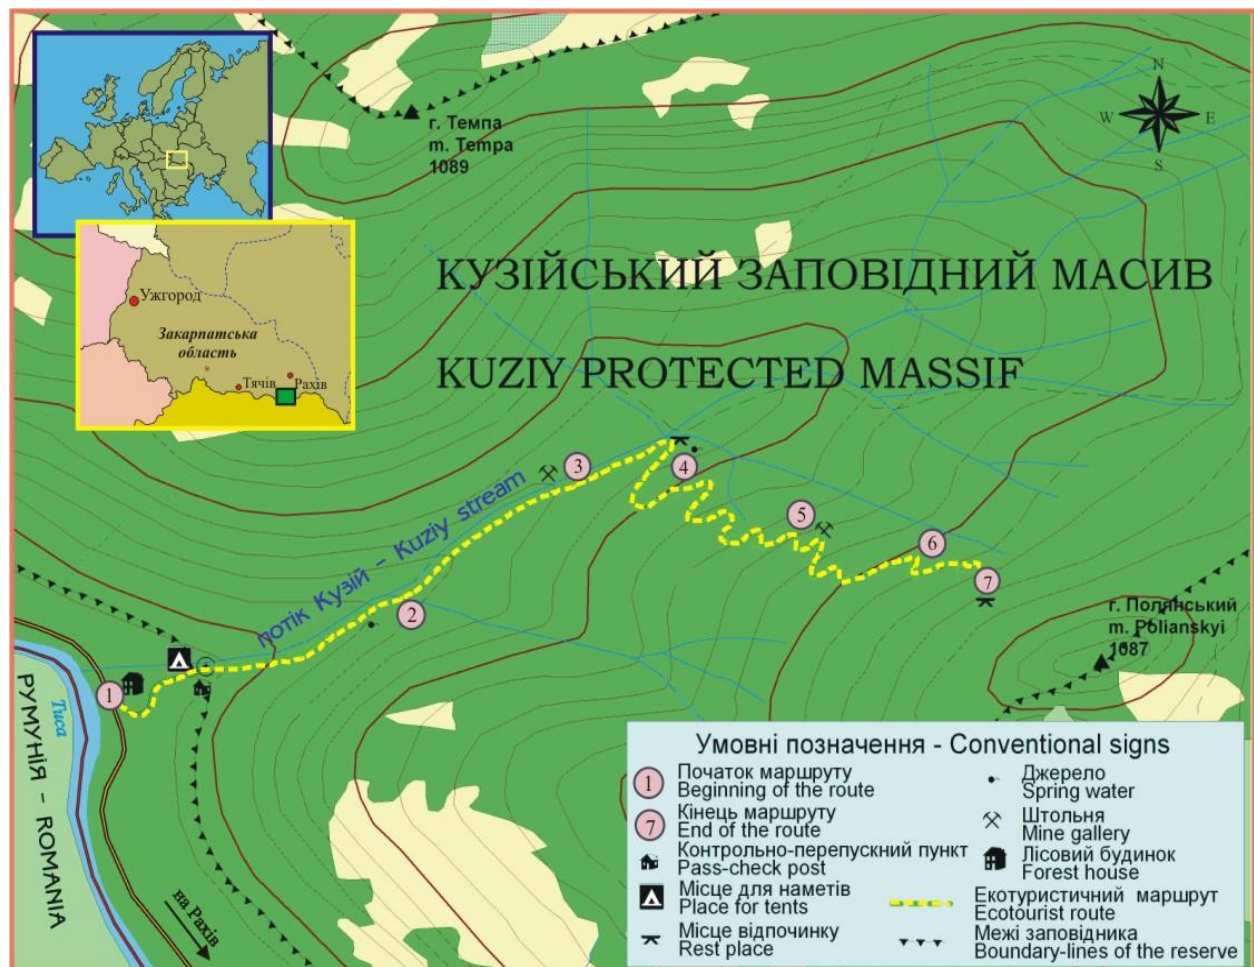 г. Темпа
m. Tempa
1089
N
W
E
S
Ужгород
Закарпатська
область
Тячів
Рахів
КУЗІЙСЬКИЙ ЗАПОВІДНИЙ МАСИВ
KUZIY PROTECTED MASSIF
потік Кузій - Kuziy stream
1
2
3
4
5
6
7
г. Полянський
m. Polianskyi
1087
РУМУНІЯ - ROMANIA
Тиса
на Рахів
Умовні позначення - Conventional signs
1
Початок маршруту
Beginning of the route
7
Кінець маршруту
End of the route
Контрольно-перепускний пункт
Pass-check post
Місце для наметів
Place for tents
Місце відпочинку
Rest place
Джерело
Spring water
Штольня
Mine gallery
Лісовий будинок
Forest house
Екотуристичний маршрут
Ecotourist route
Межі заповідника
Boundary-lines of the reserve